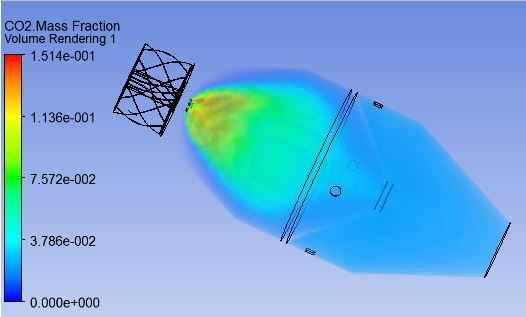 CO2.Mass Fraction
Volume Rendering 1
1.514e-001
1.136e-001
7.572e-002
3.786e-002
0.000e+000